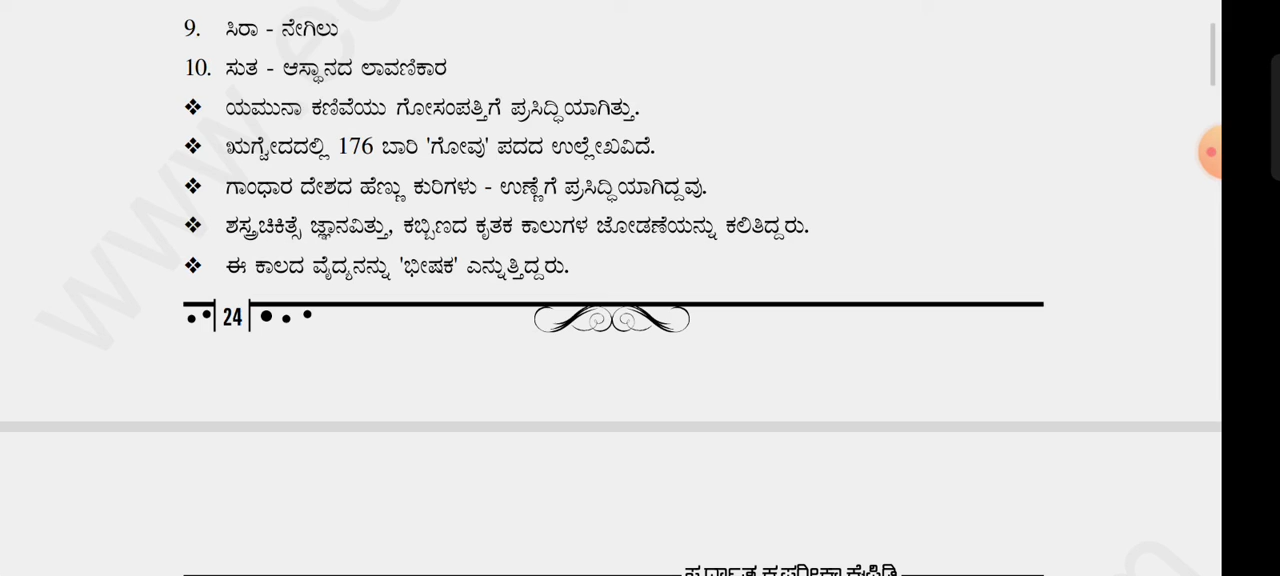 9. ಸಿರಾ - ನೇಗಿಲು
10. ಸುತ - ಆಸ್ಥಾನದ ಲಾವಣಿಕಾರ
❖ ಯಮುನಾ ಕಣಿವೆಯು ಗೋಸಂಪತ್ತಿಗೆ ಪ್ರಸಿದ್ಧಿಯಾಗಿತ್ತು.
❖ ಋಗ್ವೇದದಲ್ಲಿ 176 ಬಾರಿ 'ಗೋವು' ಪದದ ಉಲ್ಲೇಖವಿದೆ.
❖ ಗಾಂಧಾರ ದೇಶದ ಹೆಣ್ಣು ಕುರಿಗಳು - ಉಣ್ಣೆಗೆ ಪ್ರಸಿದ್ಧಿಯಾಗಿದ್ದವು.
❖ ಶಸ್ತ್ರಚಿಕಿತ್ಸೆ ಜ್ಞಾನವಿತ್ತು, ಕಬ್ಬಿಣದ ಕೃತಕ ಕಾಲುಗಳ ಜೋಡಣೆಯನ್ನು ಕಲಿತಿದ್ದರು.
❖ ಈ ಕಾಲದ ವೈದ್ಯನನ್ನು 'ಭೀಷಕ' ಎನ್ನುತ್ತಿದ್ದರು.
24